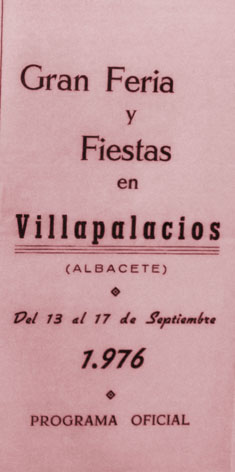 Gran Feria
y
Fiestas
en
Villapalacios
(ALBACETE)
Del 13 al 17 de Septiembre
1.976
PROGRAMA OFICIAL